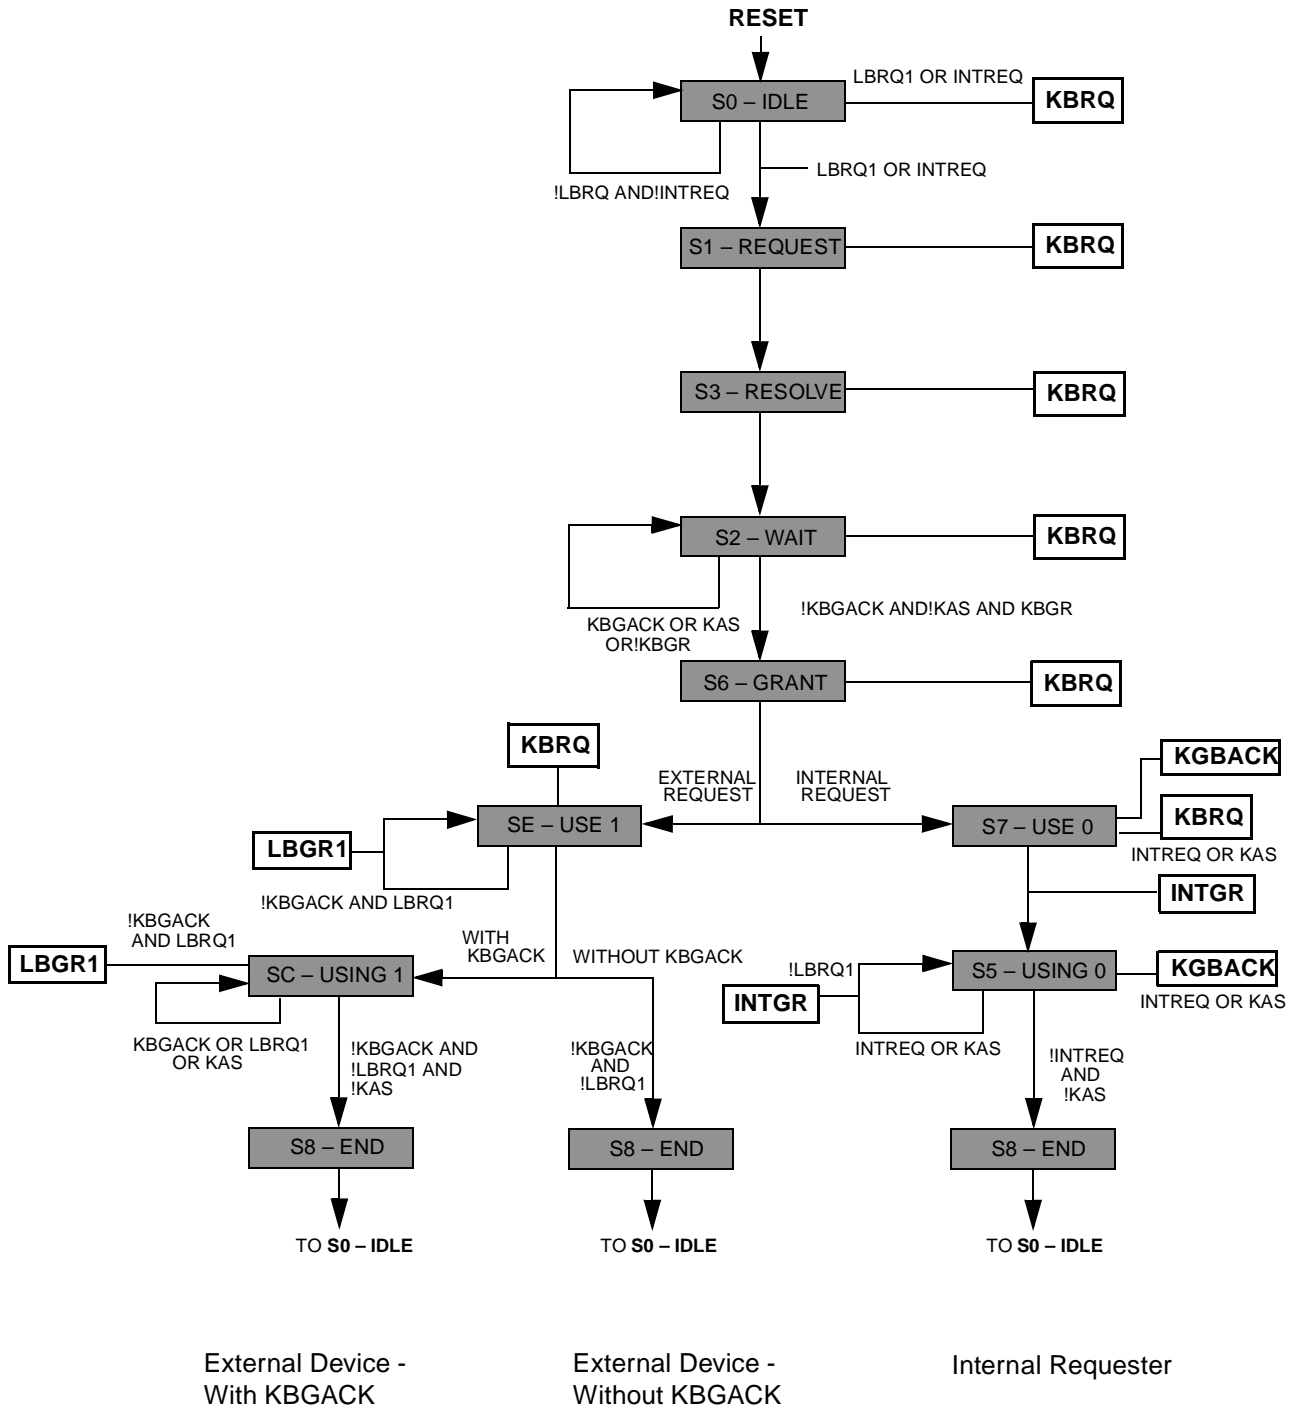 RESET
LBRQ1 OR INTREQ
S0 – IDLE
KBRQ
LBRQ1 OR INTREQ
!LBRQ AND!INTREQ
S1 – REQUEST
KBRQ
S3 – RESOLVE
KBRQ
S2 – WAIT
KBRQ
!KBGACK AND!KAS AND KBGR
KBGACK OR KAS
OR!KBGR
S6 – GRANT
KBRQ
KBRQ
EXTERNAL
REQUEST
INTERNAL
REQUEST
KGBACK
SE – USE 1
S7 – USE 0
KBRQ
INTREQ OR KAS
LBGR1
!KBGACK AND LBRQ1
INTGR
!KBGACK
AND LBRQ1
WITH
KBGACK
WITHOUT KBGACK
LBGR1
SC – USING 1
!LBRQ1
S5 – USING 0
KGBACK
INTREQ OR KAS
INTGR
KBGACK OR LBRQ1
OR KAS
!KBGACK AND
!LBRQ1 AND
!KAS
!KBGACK
AND
!LBRQ1
INTREQ OR KAS
!INTREQ
AND
!KAS
S8 – END
S8 – END
S8 – END
TO S0 – IDLE
TO S0 – IDLE
TO S0 – IDLE
External Device -
With KBGACK
External Device -
Without KBGACK
Internal Requester